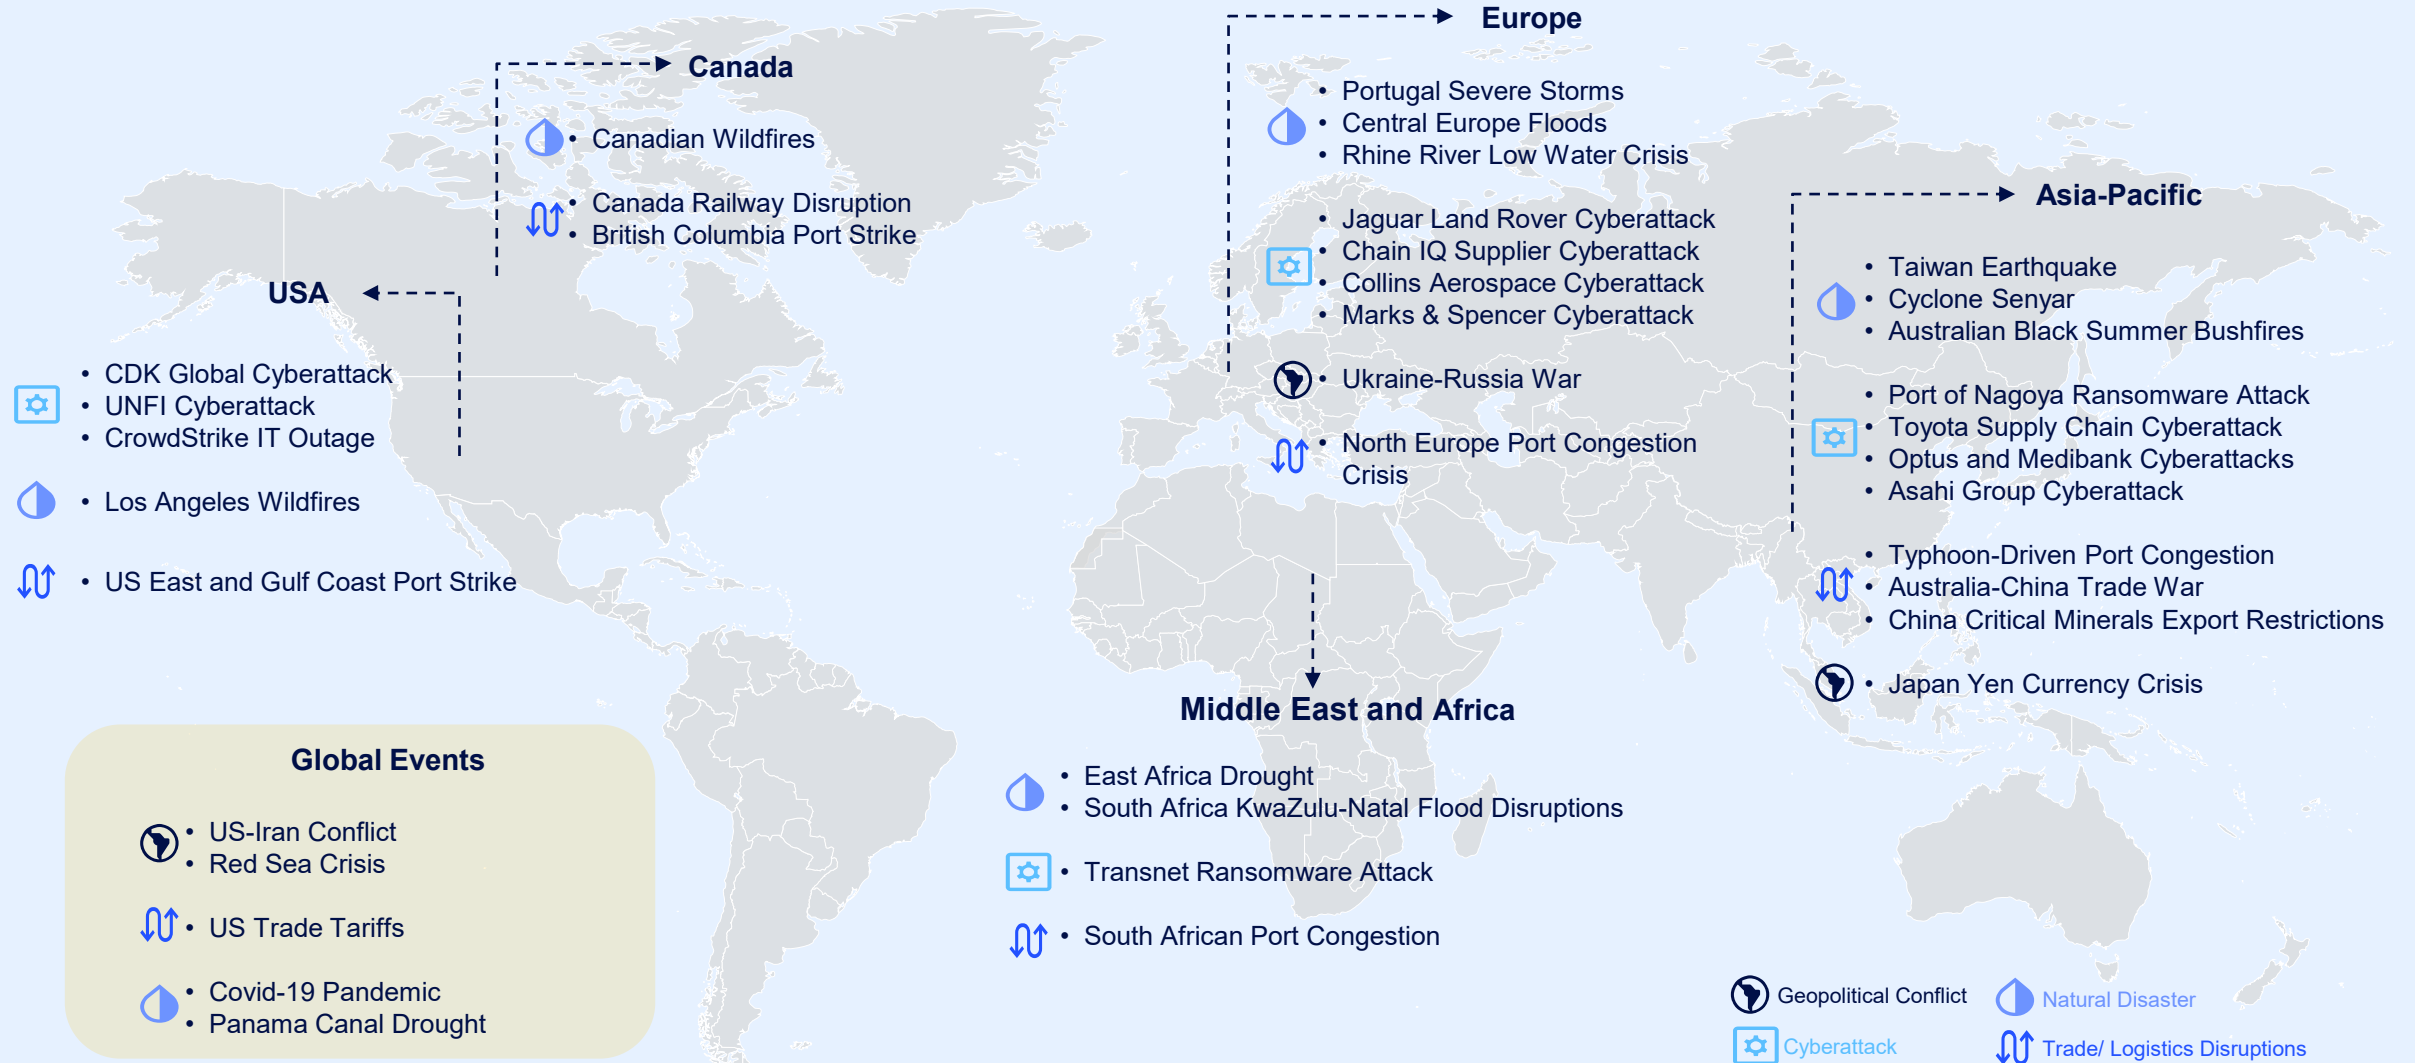 Canada
• Canadian Wildfires
• Canada Railway Disruption
• British Columbia Port Strike
USA
• CDK Global Cyberattack
• UNFI Cyberattack
• CrowdStrike IT Outage
• Los Angeles Wildfires
• US East and Gulf Coast Port Strike
Europe
• Portugal Severe Storms
• Central Europe Floods
• Rhine River Low Water Crisis
• Jaguar Land Rover Cyberattack
• Chain IQ Supplier Cyberattack
• Collins Aerospace Cyberattack
• Marks & Spencer Cyberattack
• Ukraine-Russia War
• North Europe Port Congestion
Crisis
Asia-Pacific
• Taiwan Earthquake
• Cyclone Senyar
• Australian Black Summer Bushfires
• Port of Nagoya Ransomware Attack
• Toyota Supply Chain Cyberattack
• Optus and Medibank Cyberattacks
• Asahi Group Cyberattack
• Typhoon-Driven Port Congestion
• Australia-China Trade War
• China Critical Minerals Export Restrictions
• Japan Yen Currency Crisis
Middle East and Africa
• East Africa Drought
• South Africa KwaZulu-Natal Flood Disruptions
• Transnet Ransomware Attack
• South African Port Congestion
Global Events
• US-Iran Conflict
• Red Sea Crisis
• US Trade Tariffs
• Covid-19 Pandemic
• Panama Canal Drought
Geopolitical Conflict
Natural Disaster
Cyberattack
Trade/ Logistics Disruptions